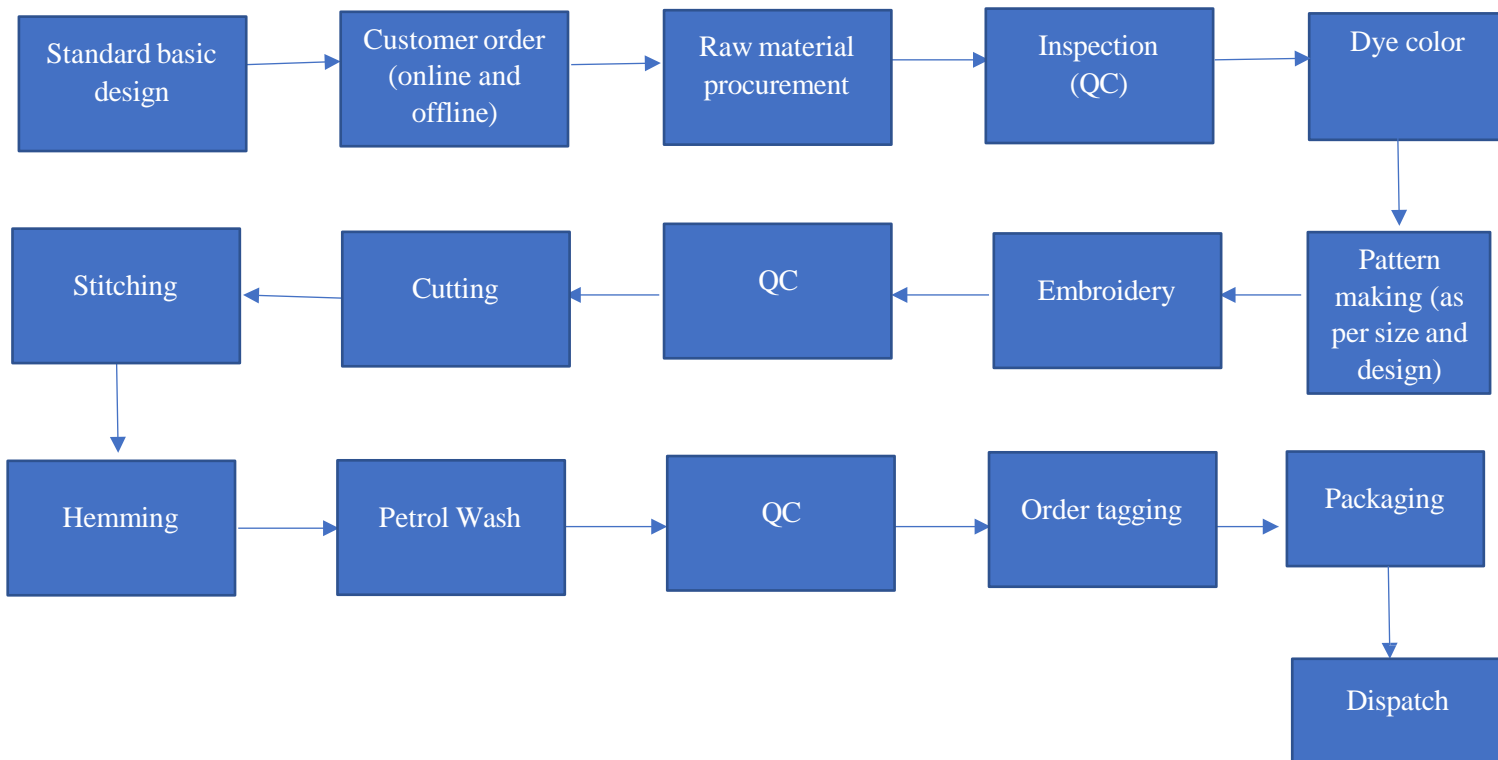 Standard basic
design
Customer order
(online and
offline)
Raw material
procurement
Inspection
(QC)
Dye color
Pattern
making (as
per size and
design)
Embroidery
QC
Cutting
Stitching
Hemming
Petrol Wash
QC
Order tagging
Packaging
Dispatch